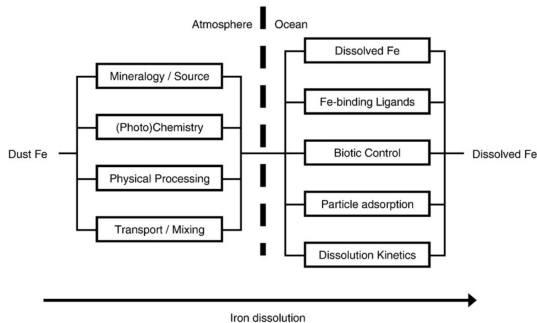 Atmosphere
Ocean
Mineralogy / Source
(Photo)Chemistry
Physical Processing
Transport / Mixing
Dust Fe
Dissolved Fe
Fe-binding Ligands
Biotic Control
Particle adsorption
Dissolution Kinetics
Dissolved Fe
Iron dissolution